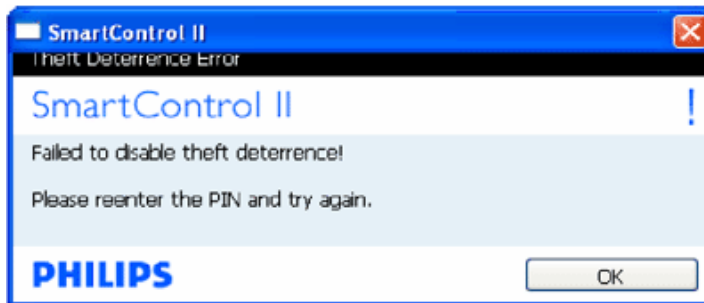 SmartControl II
Theft Deterrence Error
SmartControl II
!
Failed to disable theft deterrence!
Please reenter the PIN and try again.
PHILIPS
OK